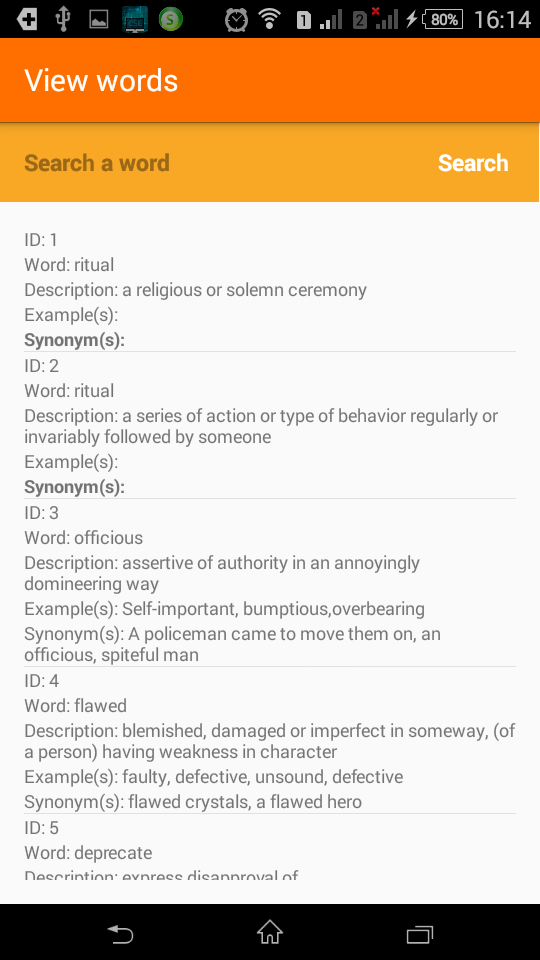 1 2 80% 16:14
View words
Search a word Search
ID: 1
Word: ritual
Description: a religious or solemn ceremony
Example(s):
Synonym(s):
ID: 2
Word: ritual
Description: a series of action or type of behavior regularly or
invariably followed by someone
Example(s):
Synonym(s):
ID: 3
Word: officious
Description: assertive of authority in an annoyingly
domineering way
Example(s): Self-important, bumptious,overbearing
Synonym(s): A policeman came to move them on, an
officious, spiteful man
ID: 4
Word: flawed
Description: blemished, damaged or imperfect in someway, (of
a person) having weakness in character
Example(s): faulty, defective, unsound, defective
Synonym(s): flawed crystals, a flawed hero
ID: 5
Word: deprecate
Description: express disapproval of